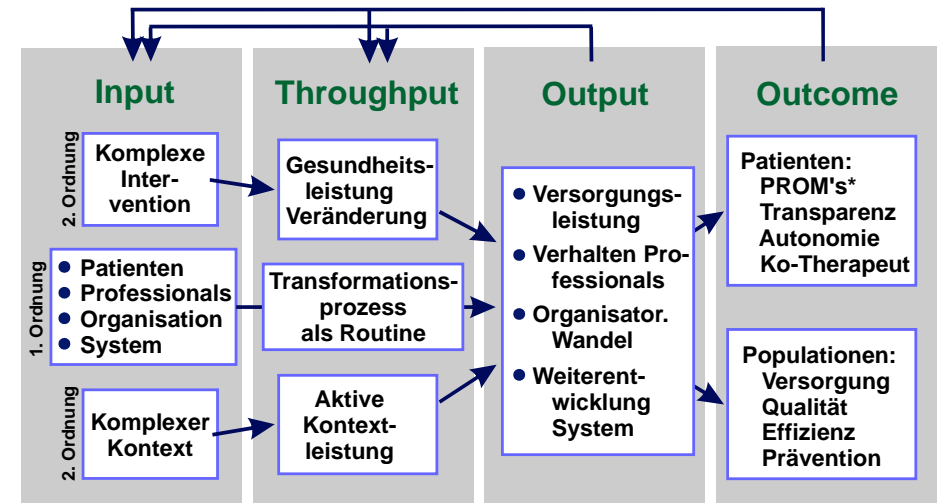 Input
2. Ordnung
Komplexe
Inter-
vention
1. Ordnung
● Patienten
● Professionals
● Organisation
● System
2. Ordnung
Komplexer
Kontext
Throughput
Gesundheits-
leistung
Veränderung
Transformations-
prozess
als Routine
Aktive
Kontext-
leistung
Output
● Versorgungs-
leistung
● Verhalten Pro-
fessionals
● Organisator.
Wandel
● Weiterent-
wicklung
System
Outcome
Patienten:
PROM's*
Transparenz
Autonomie
Ko-Therapeut
Populationen:
Versorgung
Qualität
Effizienz
Prävention